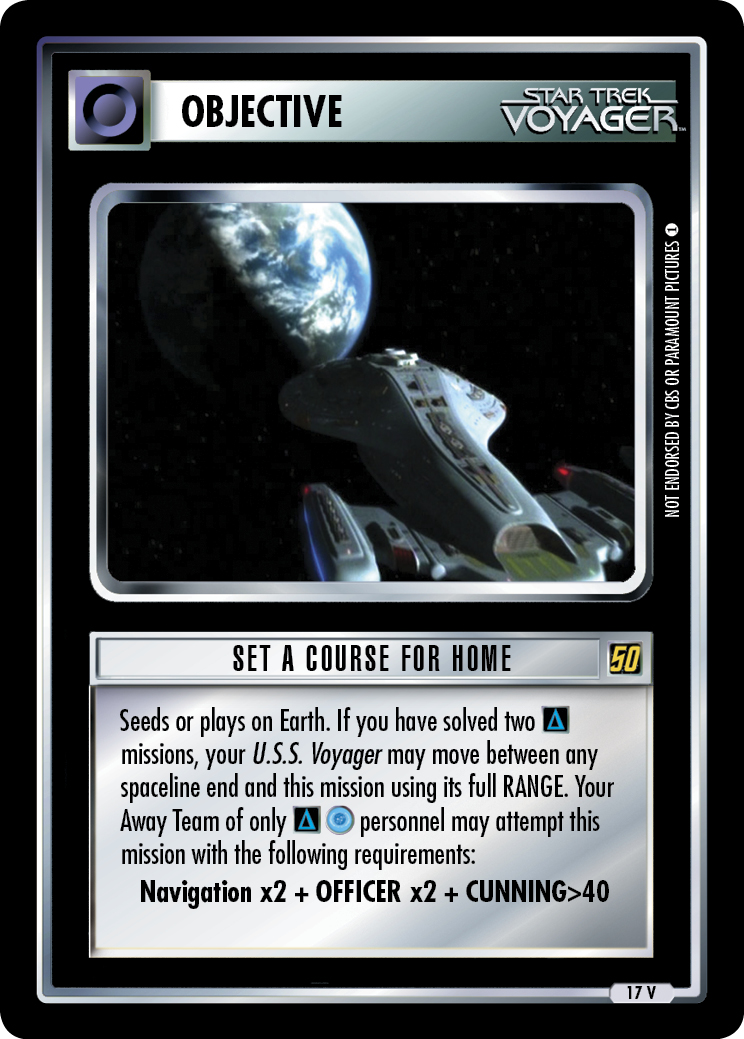 OBJECTIVE
STAR TREK
VOYAGER™
NOT ENDORSED BY CBS OR PARAMOUNT PICTURES 1
SET A COURSE FOR HOME
50
Seeds or plays on Earth. If you have solved two Δ
missions, your U.S.S. Voyager may move between any
spaceline end and this mission using its full RANGE. Your
Away Team of only Δ personnel may attempt this
mission with the following requirements:
Navigation x2 + OFFICER x2 + CUNNING>40
17 V